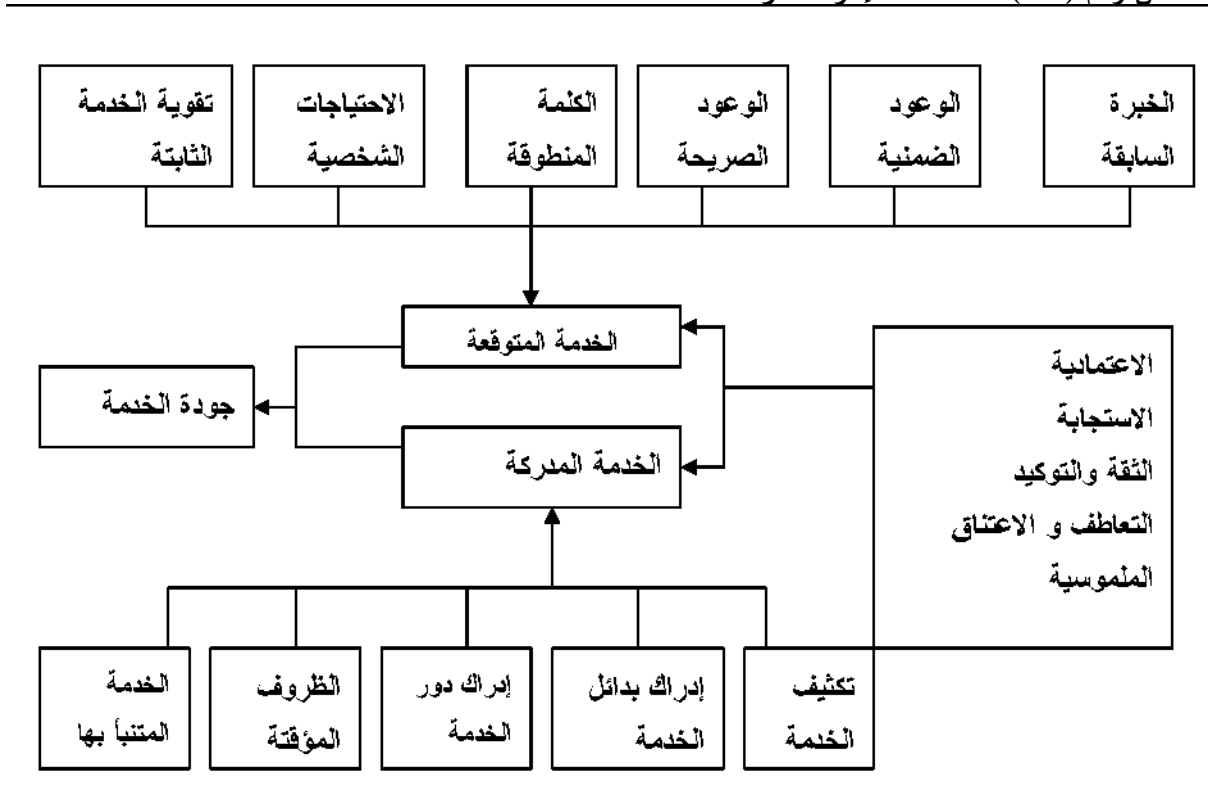 الخبرة
السابقة
الوعود
الضمنية
الوعود
الصريحة
الكلمة
المنطوقة
الاحتياجات
الشخصية
تقوية الخدمة
الثابتة
الخدمة المتوقعة
الاعتمادية
الاستجابة
الثقة والتوكيد
التعاطف و الاعتناق
الملموسية
جودة الخدمة
الخدمة المدركة
تكثيف
الخدمة
إدراك بدائل
الخدمة
إدراك دور
الخدمة
الظروف
المؤقتة
الخدمة
المتنبأ بها